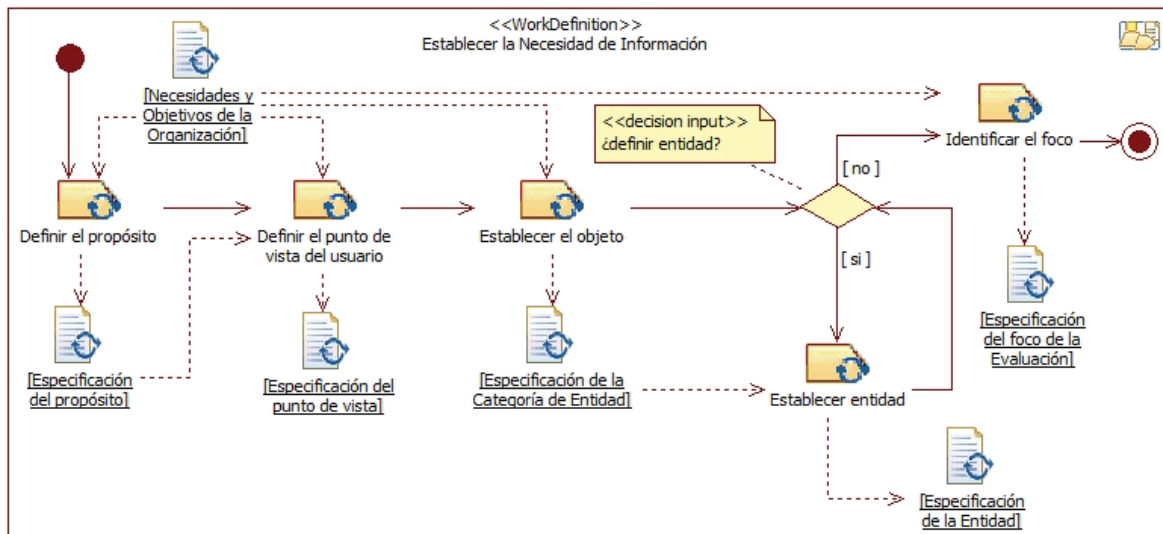 <<WorkDefinition>>
Establecer la Necesidad de Información
[Necesidades y
Objetivos de la
Organización]
<<decision input>>
¿definir entidad?
Identificar el foco
[ no ]
Definir el propósito
Definir el punto de
vista del usuario
Establecer el objeto
[ si ]
[Especificación
del foco de la
Evaluación]
[Especificación
del propósito]
[Especificación del
punto de vista]
[Especificación de la
Categoría de Entidad]
Establecer entidad
[Especificación
de la Entidad]